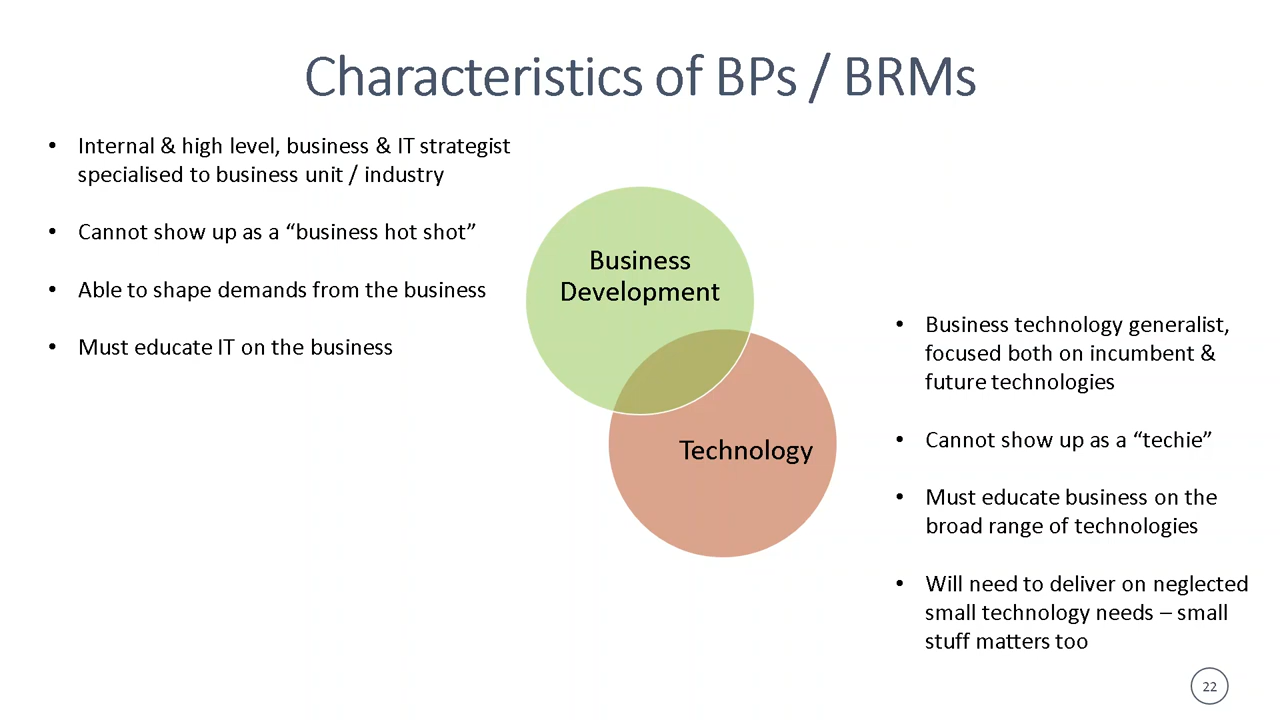 Characteristics of BPs / BRMs
• Internal & high level, business & IT strategist
specialised to business unit / industry
• Cannot show up as a “business hot shot”
• Able to shape demands from the business
• Must educate IT on the business
Business
Development
Technology
• Business technology generalist,
focused both on incumbent &
future technologies
• Cannot show up as a “techie”
• Must educate business on the
broad range of technologies
• Will need to deliver on neglected
small technology needs – small
stuff matters too
22